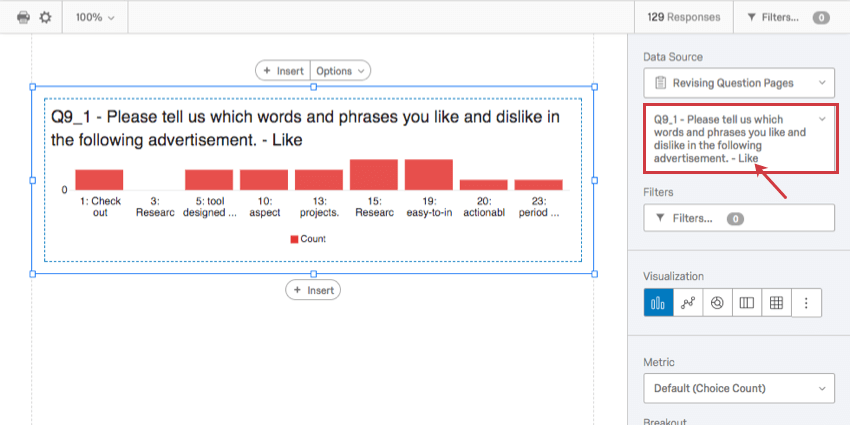 100%
129 Responses
Filters... 0
+ Insert Options
Q9_1 - Please tell us which words and phrases you like and dislike in
the following advertisement. - Like
0
1: Check out
3: Researc
5: tool designed ...
10: aspect
13: projects.
15: Researc
19: easy-to-in
20: actionabl
23: period ...
Count
+ Insert
Data Source
Revising Question Pages
Q9_1 - Please tell us which
words and phrases you like and
dislike in the following
advertisement. - Like
Filters
Filters... 0
Visualization
Metric
Default (Choice Count)
Breakout